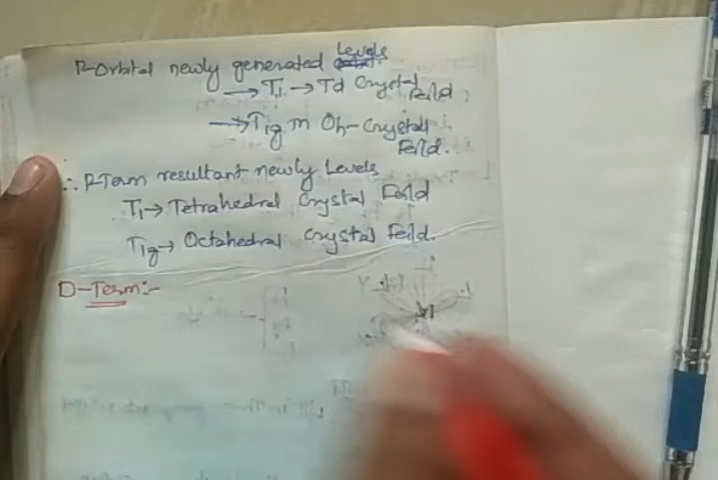 P-Orbital newly generated Levels
→ T1 → Td Crystal Feild
→ T1g in Oh-Crystal Feild.
∴ P-Term resultant newly Levels
T1→ Tetrahedral Crystal Feild
T1g→ Octahedral Crystal Feild.
D-Term:-